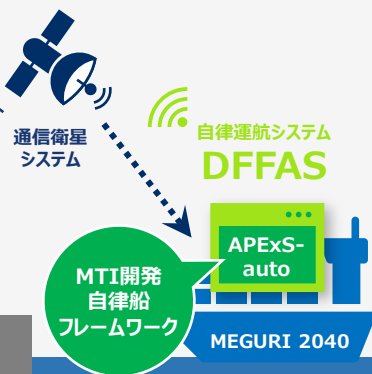 通信衛星
システム
自律運航システム
DFFAS
APExS-
auto
MTI開発
自律船
フレームワーク
MEGURI 2040